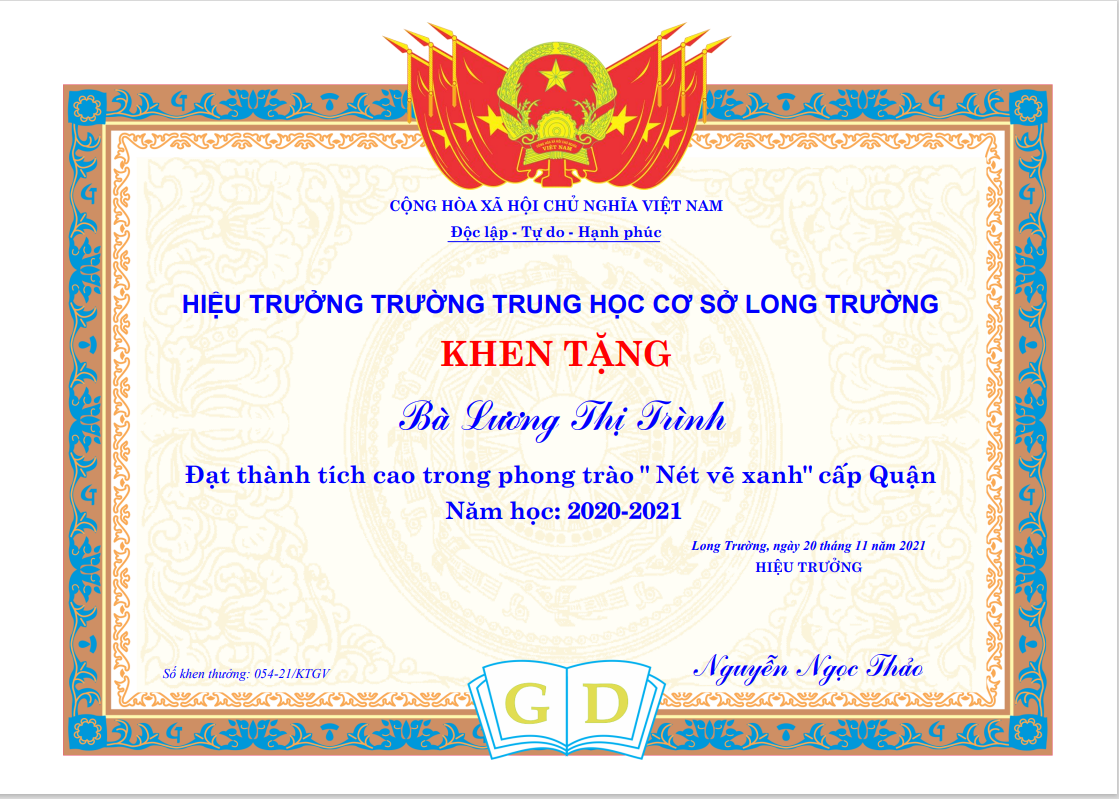 VIỆT NAM
CỘNG HÒA XÃ HỘI CHỦ NGHĨA VIỆT NAM
Độc lập - Tự do - Hạnh phúc
HIỆU TRƯỞNG TRƯỜNG TRUNG HỌC CƠ SỞ LONG TRƯỜNG
KHEN TẶNG
Bà Lương Thị Trình
Đạt thành tích cao trong phong trào " Nét vẽ xanh" cấp Quận
Năm học: 2020-2021
Long Trường, ngày 20 tháng 11 năm 2021
HIỆU TRƯỞNG
Nguyễn Ngọc Thảo
Số khen thưởng: 054-21/KTGV
G D